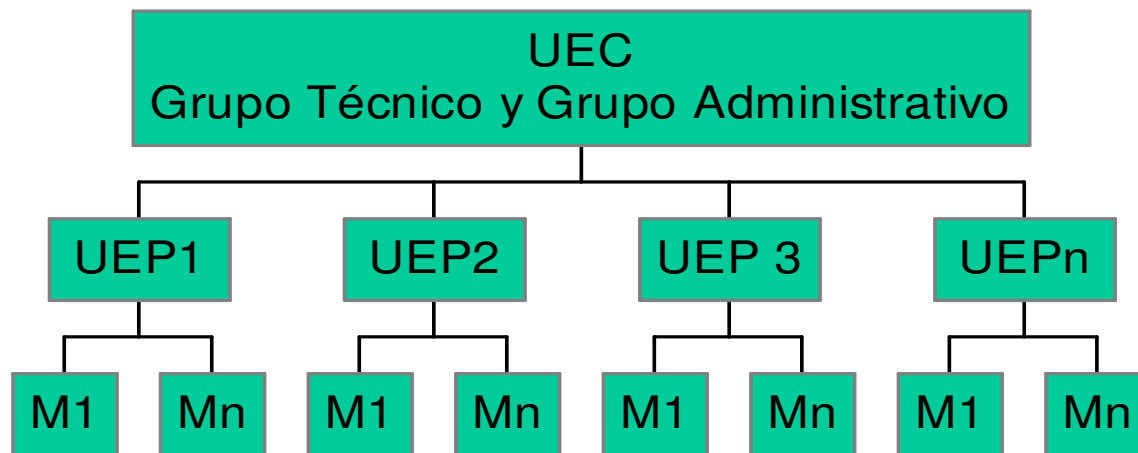 UEC
Grupo Técnico y Grupo Administrativo
UEP1 UEP2 UEP 3 UEPn
M1 Mn M1 Mn M1 Mn M1 Mn